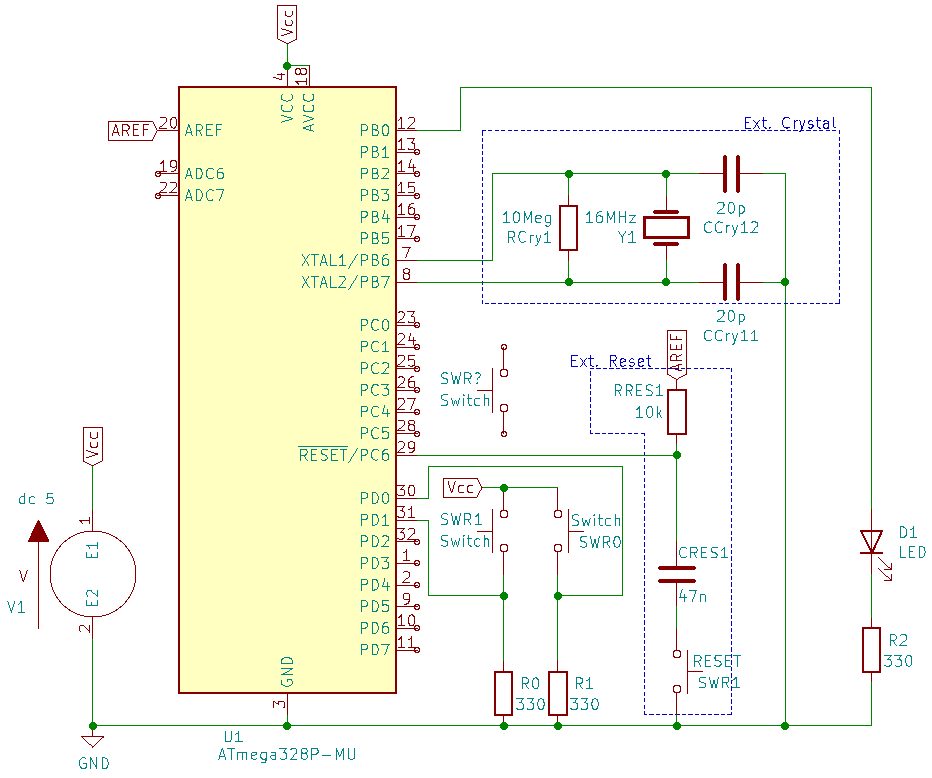 Vcc
4
18
VCC
AVCC
AREF
20
AREF
19
ADC6
22
ADC7
PB0
12
PB1
13
PB2
14
PB3
15
PB4
16
PB5
17
XTAL1/PB6
7
XTAL2/PB7
8
PC0
23
PC1
24
PC2
25
PC3
26
PC4
27
PC5
28
RESET/PC6
29
PD0
30
PD1
31
PD2
32
PD3
1
PD4
2
PD5
9
PD6
10
PD7
11
GND
3
U1
ATmega328P-MU
Ext. Crystal
10Meg
RCry1
16MHz
Y1
20p
CCry12
20p
CCry11
Ext. Reset
AREF
RRES1
10k
SWR?
Switch
Vcc
SWR1
Switch
Switch
SWR0
CRES1
47n
RESET
SWR1
R0
330
R1
330
D1
LED
R2
330
Vcc
dc 5
1
E1
V
V1
E2
2
GND